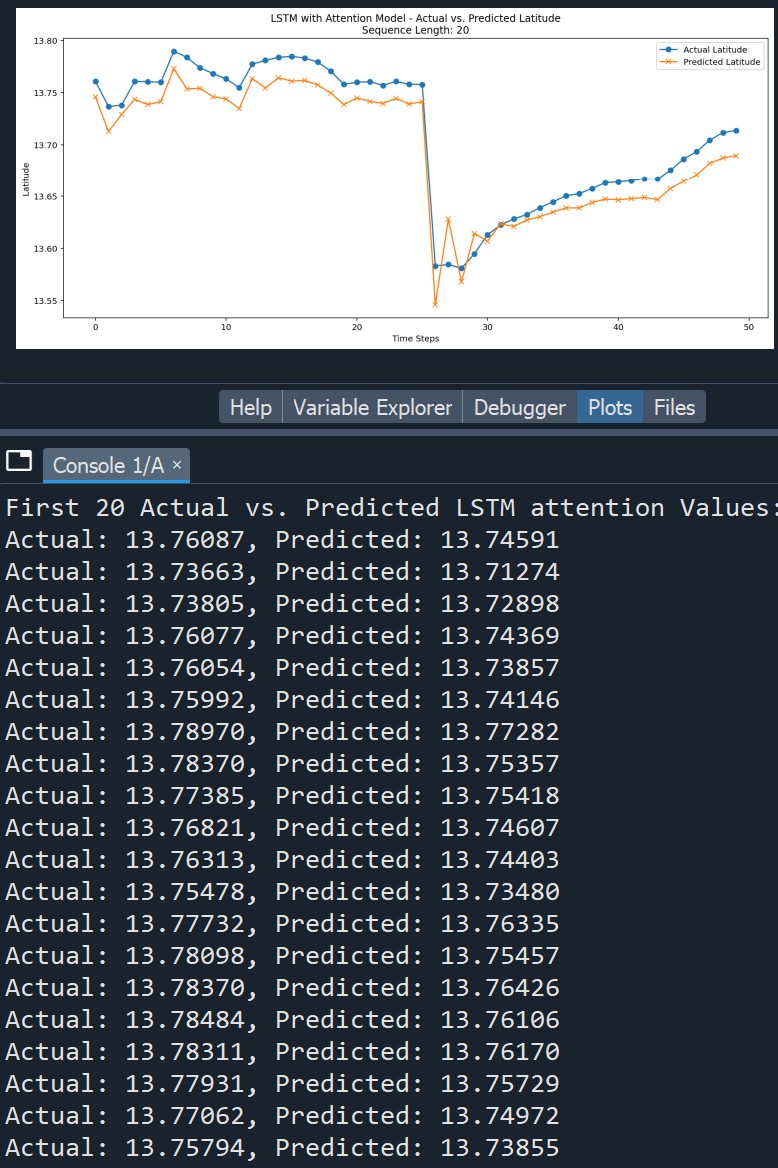 LSTM with Attention Model - Actual vs. Predicted Latitude
Sequence Length: 20
Actual Latitude
Predicted Latitude
Latitude
13.80
13.75
13.70
13.65
13.60
13.55
0 10 20 30 40 50
Time Steps
Help Variable Explorer Debugger Plots Files
Console 1/A ×
First 20 Actual vs. Predicted LSTM attention Values:
Actual: 13.76087, Predicted: 13.74591
Actual: 13.73663, Predicted: 13.71274
Actual: 13.73805, Predicted: 13.72898
Actual: 13.76077, Predicted: 13.74369
Actual: 13.76054, Predicted: 13.73857
Actual: 13.75992, Predicted: 13.74146
Actual: 13.78970, Predicted: 13.77282
Actual: 13.78370, Predicted: 13.75357
Actual: 13.77385, Predicted: 13.75418
Actual: 13.76821, Predicted: 13.74607
Actual: 13.76313, Predicted: 13.74403
Actual: 13.75478, Predicted: 13.73480
Actual: 13.77732, Predicted: 13.76335
Actual: 13.78098, Predicted: 13.75457
Actual: 13.78370, Predicted: 13.76426
Actual: 13.78484, Predicted: 13.76106
Actual: 13.78311, Predicted: 13.76170
Actual: 13.77931, Predicted: 13.75729
Actual: 13.77062, Predicted: 13.74972
Actual: 13.75794, Predicted: 13.73855